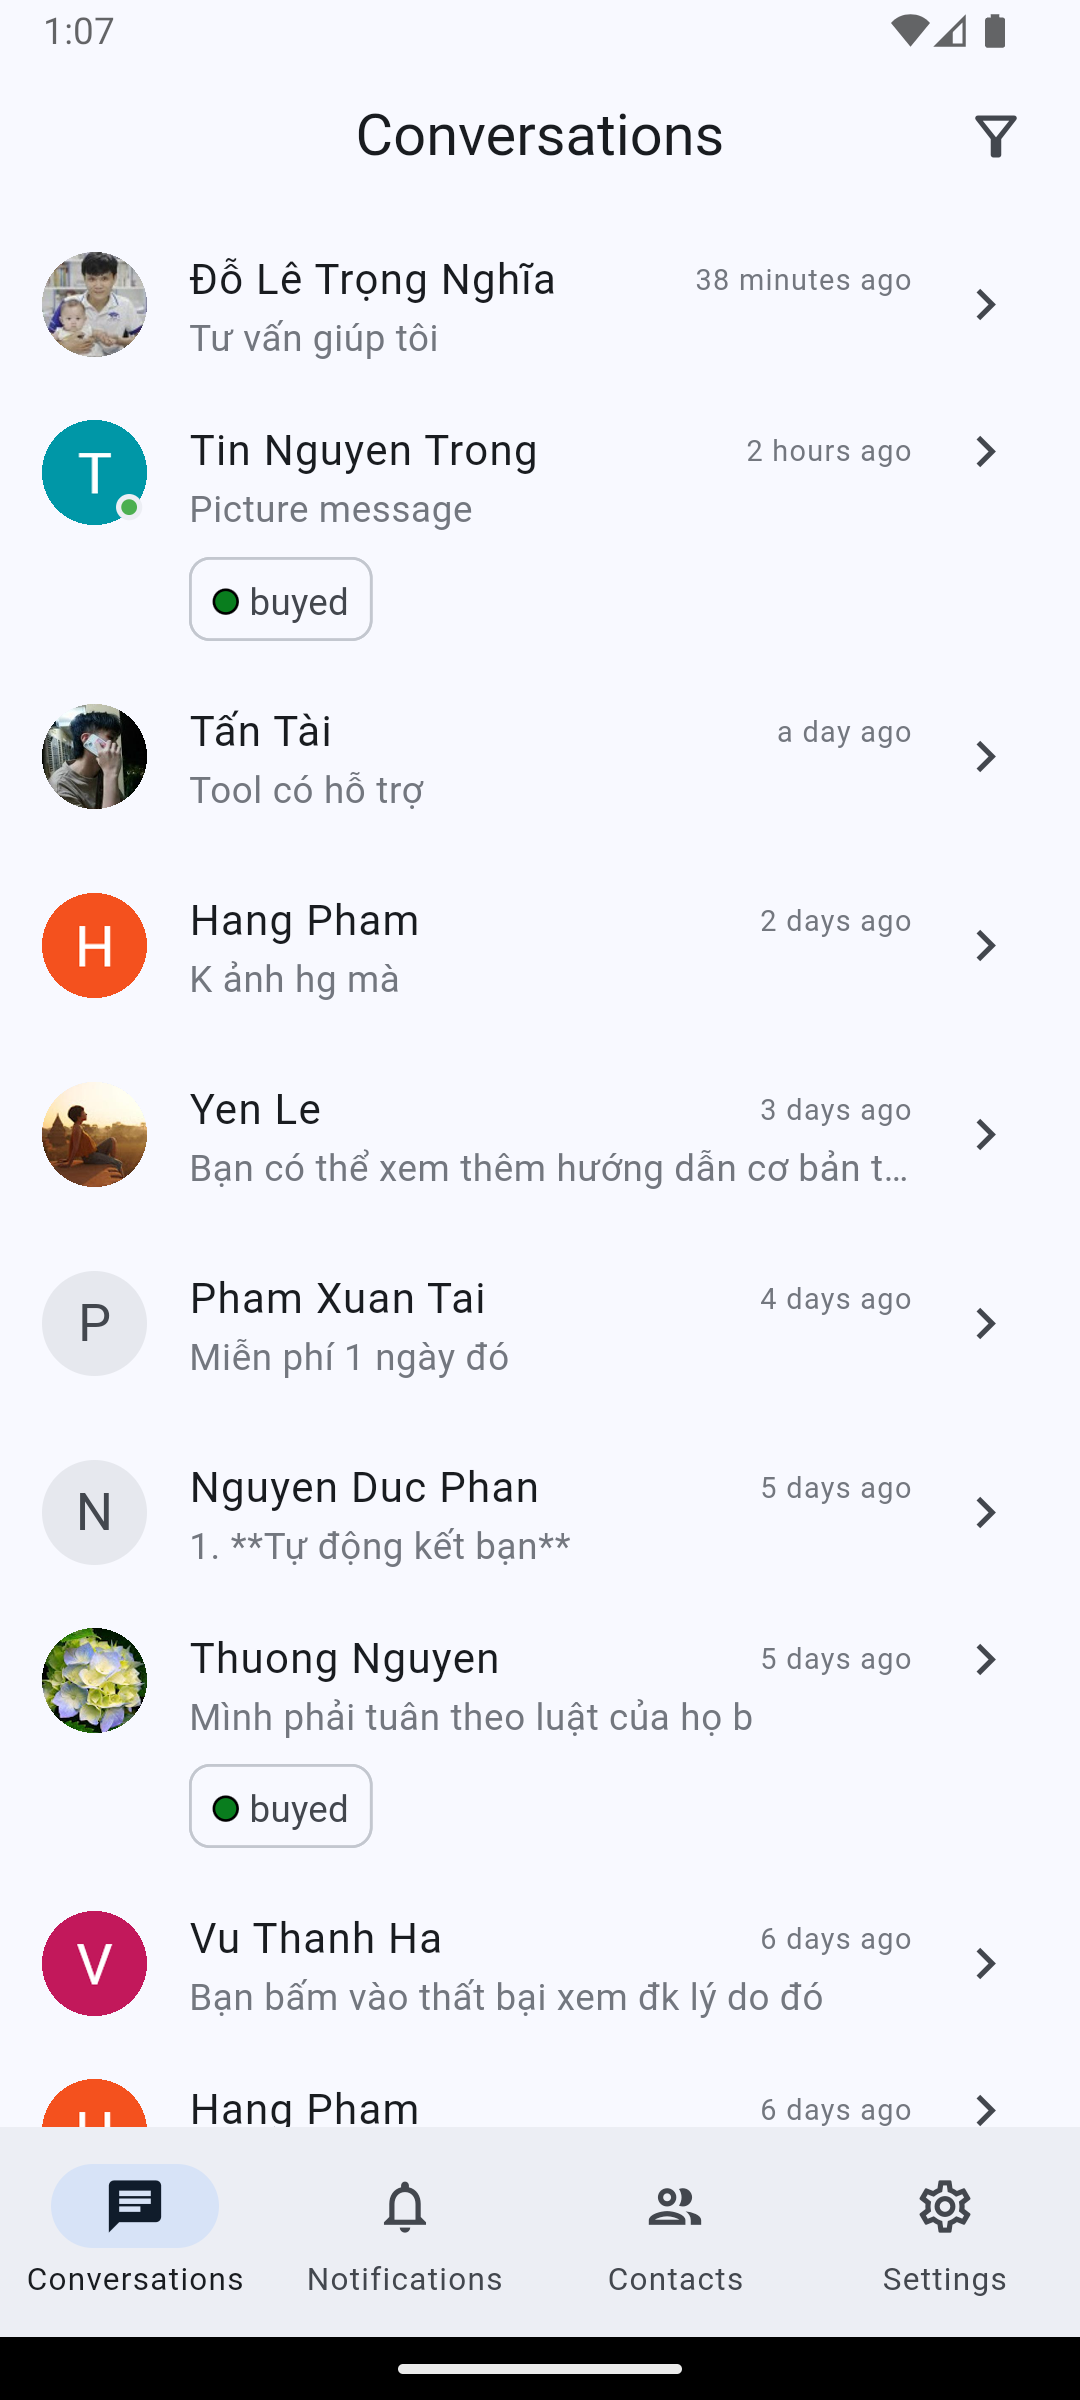 1:07
Conversations
Đỗ Lê Trọng Nghĩa
38 minutes ago
Tư vấn giúp tôi
T
Tin Nguyen Trong
2 hours ago
Picture message
buyed
Tấn Tài
a day ago
Tool có hỗ trợ
H
Hang Pham
2 days ago
K ảnh hg mà
Yen Le
3 days ago
Bạn có thể xem thêm hướng dẫn cơ bản t...
P
Pham Xuan Tai
4 days ago
Miễn phí 1 ngày đó
N
Nguyen Duc Phan
5 days ago
1. **Tự động kết bạn**
Thuong Nguyen
5 days ago
Mình phải tuân theo luật của họ b
buyed
V
Vu Thanh Ha
6 days ago
Bạn bấm vào thất bại xem đk lý do đó
H
Hang Pham
6 days ago
Conversations
Notifications
Contacts
Settings